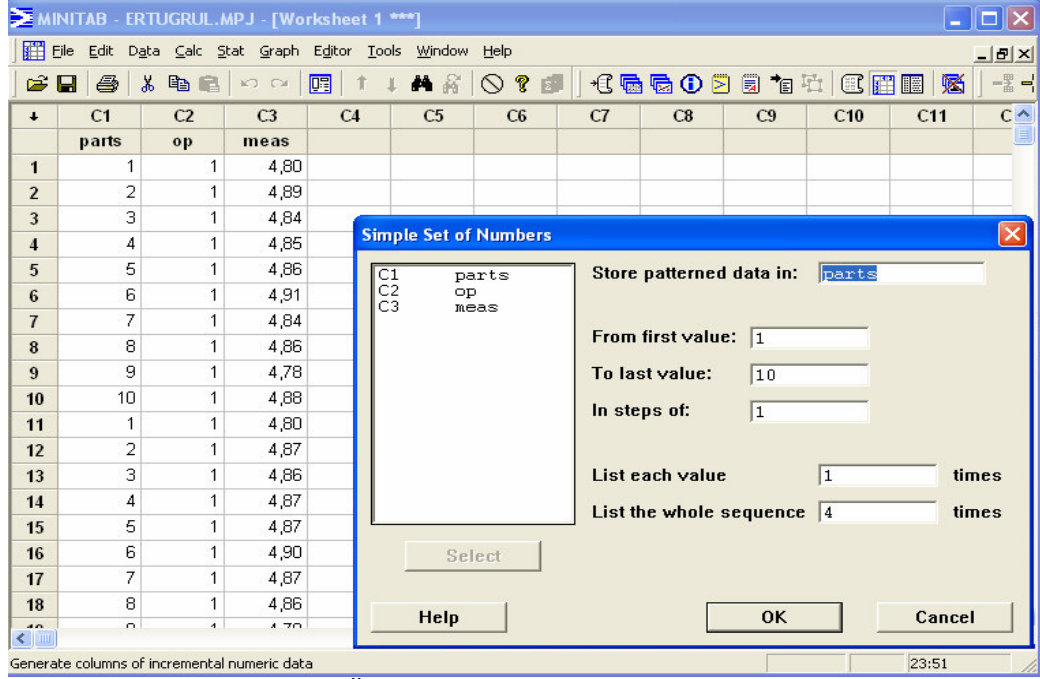 MINITAB - ERTUGRUL.MPJ - [Worksheet 1 ***]
File Edit Data Calc Stat Graph Editor Tools Window Help
C1 C2 C3 C4 C5 C6 C7 C8 C9 C10 C11 C
parts op meas
1 1 1 4,80
2 2 1 4,89
3 3 1 4,84
4 4 1 4,85
5 5 1 4,86
6 6 1 4,91
7 7 1 4,84
8 8 1 4,86
9 9 1 4,78
10 10 1 4,88
11 1 1 4,80
12 2 1 4,87
13 3 1 4,86
14 4 1 4,87
15 5 1 4,87
16 6 1 4,90
17 7 1 4,87
18 8 1 4,86
Simple Set of Numbers
C1 parts
C2 op
C3 meas
Store patterned data in: parts
From first value: 1
To last value: 10
In steps of: 1
List each value 1 times
List the whole sequence 4 times
Select
Help OK Cancel
Generate columns of incremental numeric data 23:51